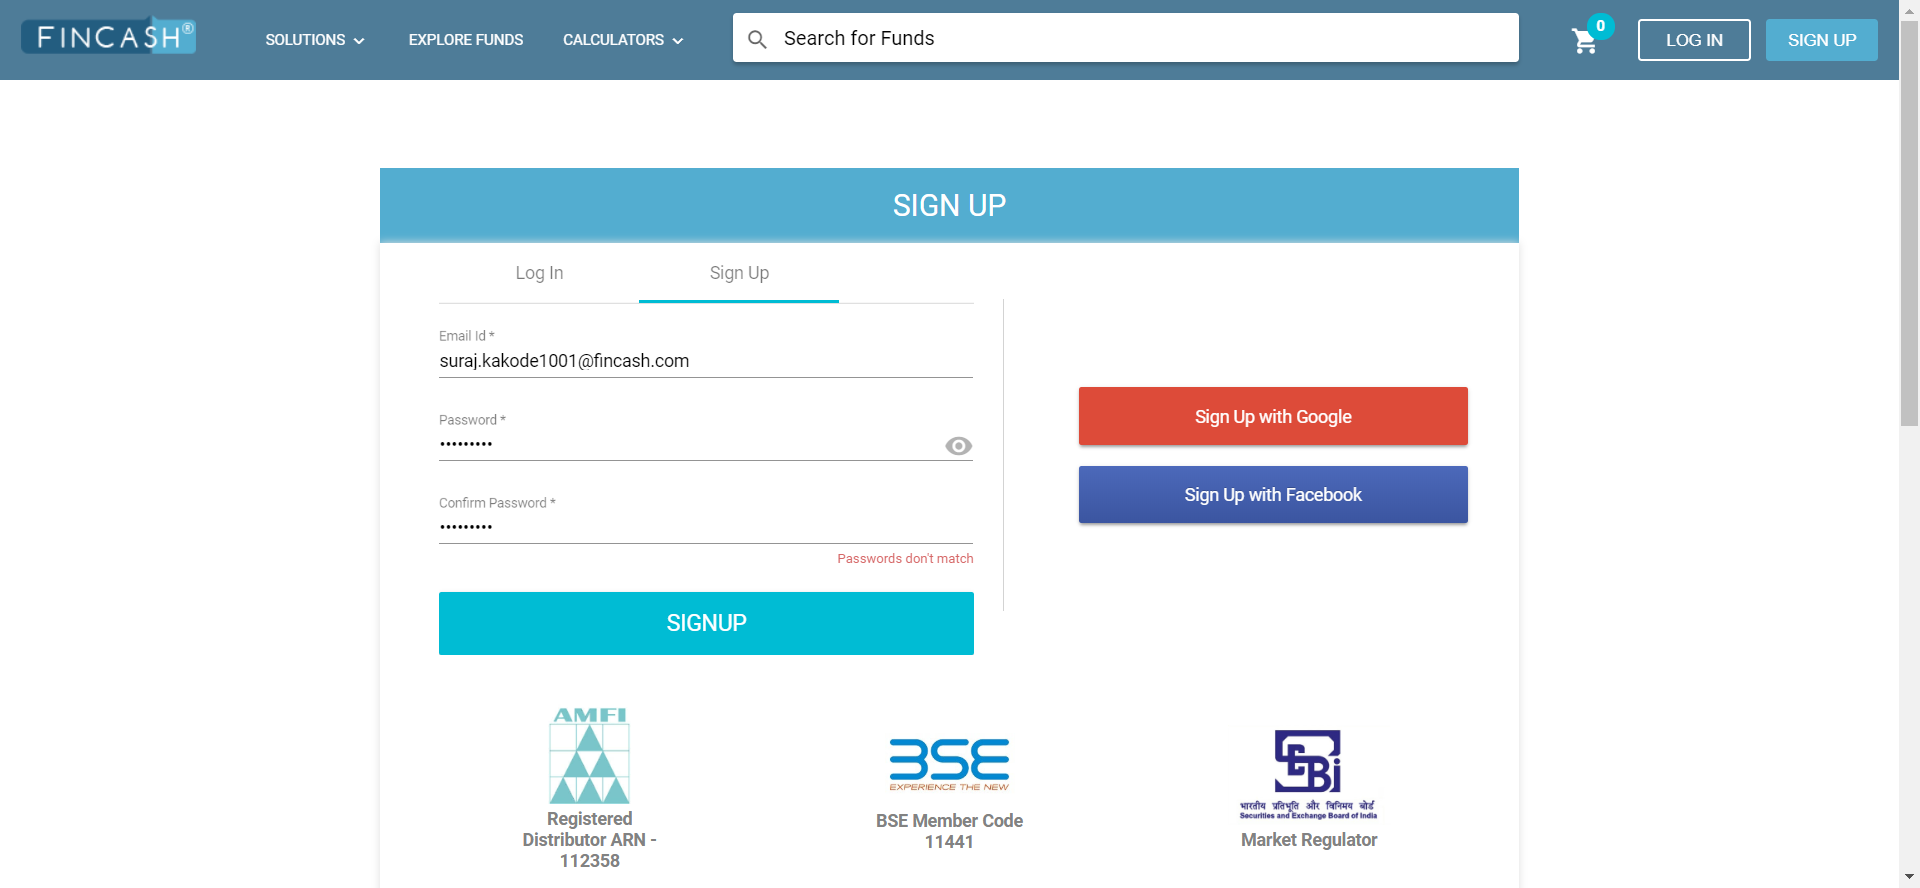 FINCASH®
SOLUTIONS
EXPLORE FUNDS
CALCULATORS
Search for Funds
0
LOG IN
SIGN UP
SIGN UP
Log In
Sign Up
Email Id *
suraj.kakode1001@fincash.com
Password *
•••••••••
Confirm Password *
•••••••••
Passwords don't match
SIGNUP
Sign Up with Google
Sign Up with Facebook
AMFI
Registered
Distributor ARN -
112358
BSE
EXPERIENCE THE NEW
BSE Member Code
11441
SEBI
भारतीय प्रतिभूति और विनिमय बोर्ड
Securities and Exchange Board of India
Market Regulator